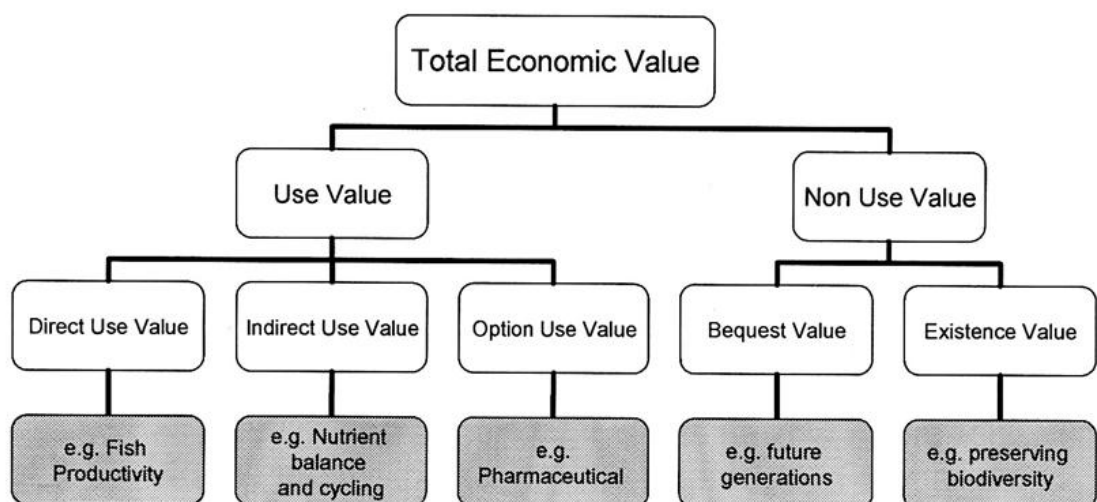 Total Economic Value
Use Value
Non Use Value
Direct Use Value
Indirect Use Value
Option Use Value
Bequest Value
Existence Value
e.g. Fish
Productivity
e.g. Nutrient
balance
and cycling
e.g.
Pharmaceutical
e.g. future
generations
e.g. preserving
biodiversity